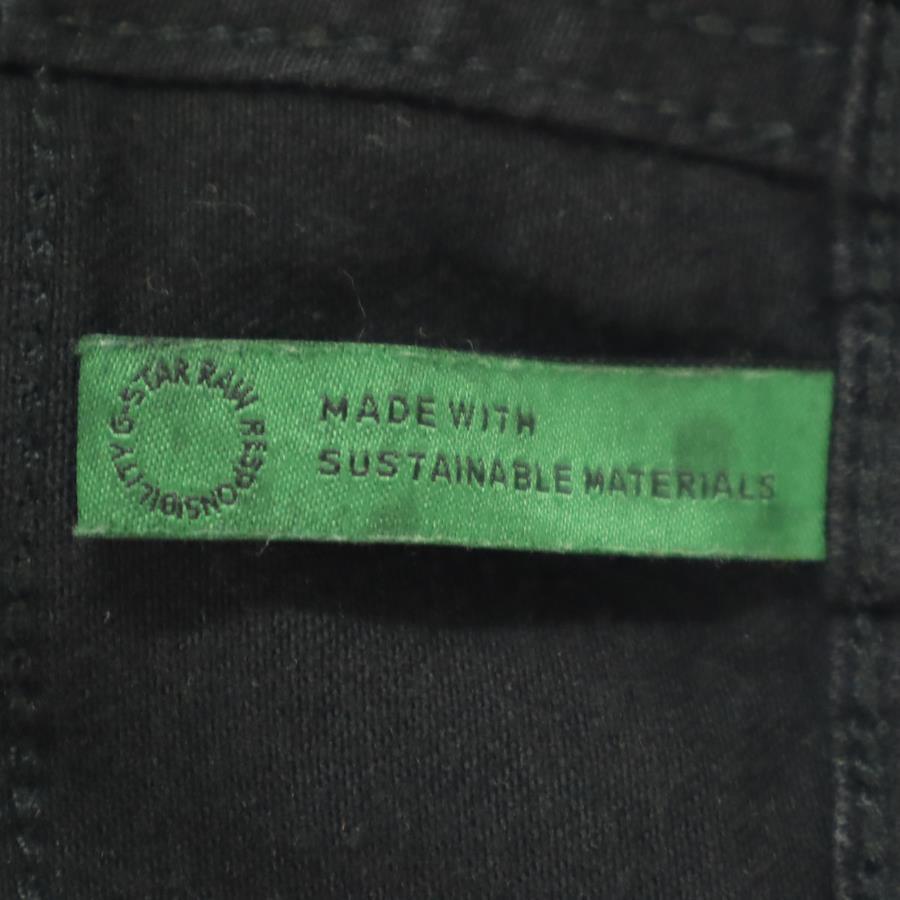 G-STAR RAW RESPONSIBILITY
MADE WITH
SUSTAINABLE MATERIALS